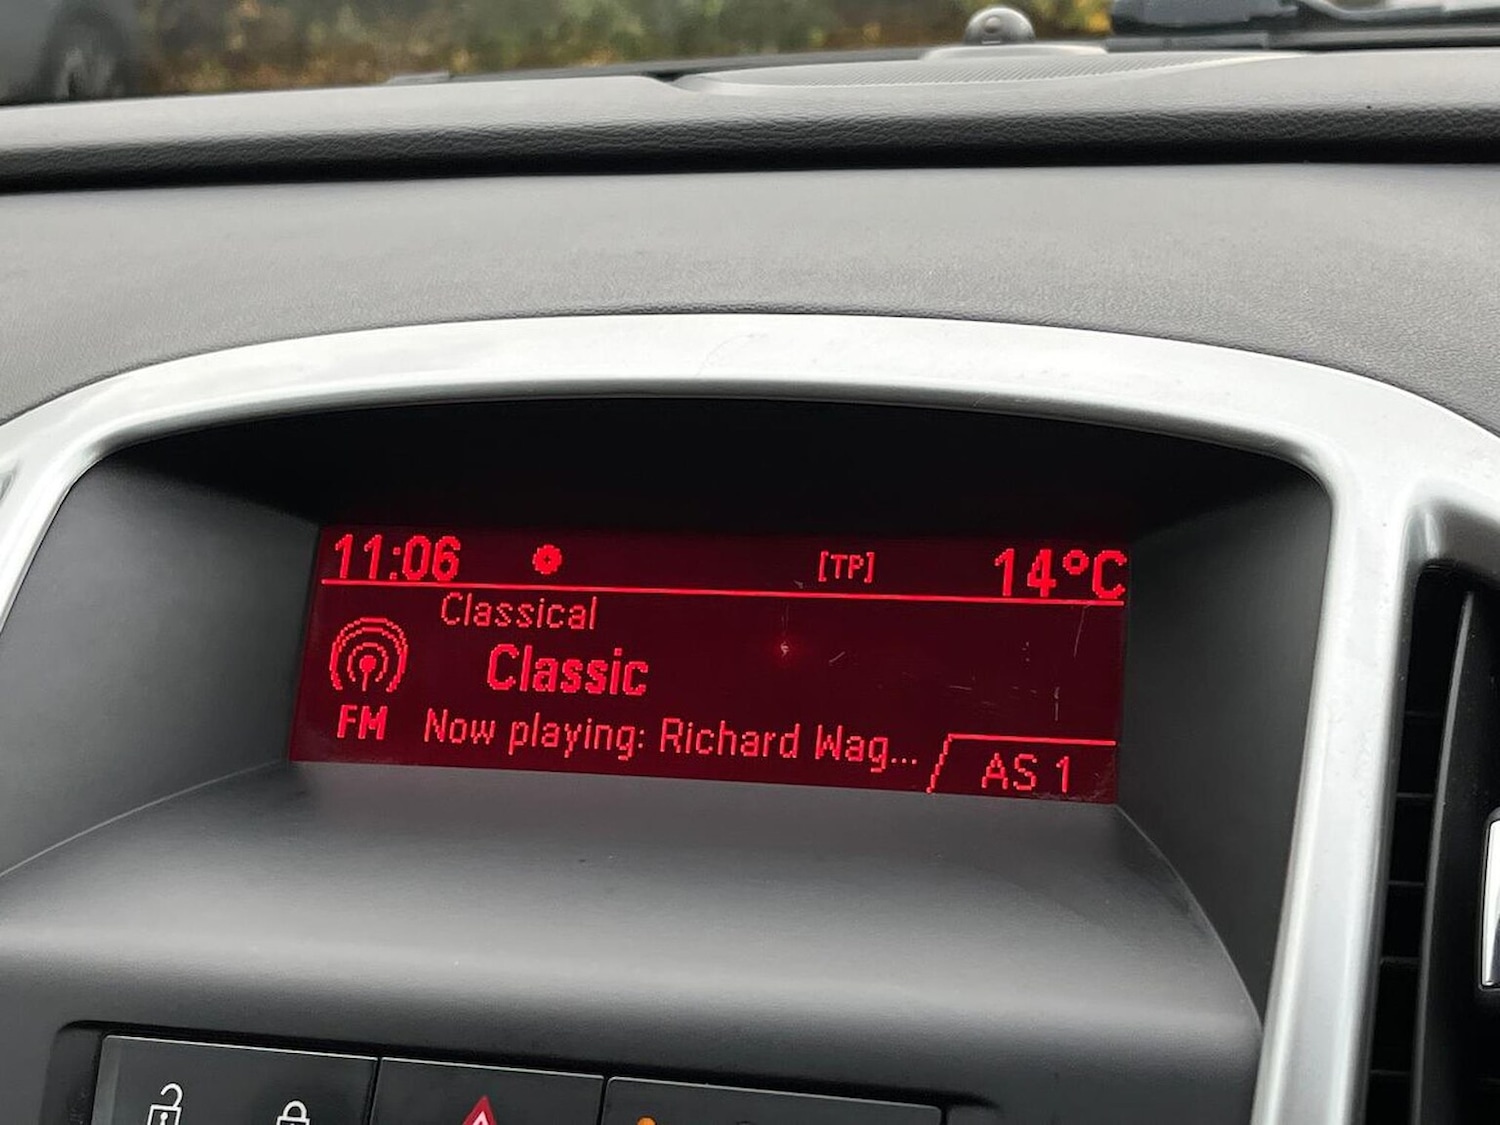 11:06 [TP] 14°C
Classical
Classic
FM
Now playing: Richard Wag...
AS 1